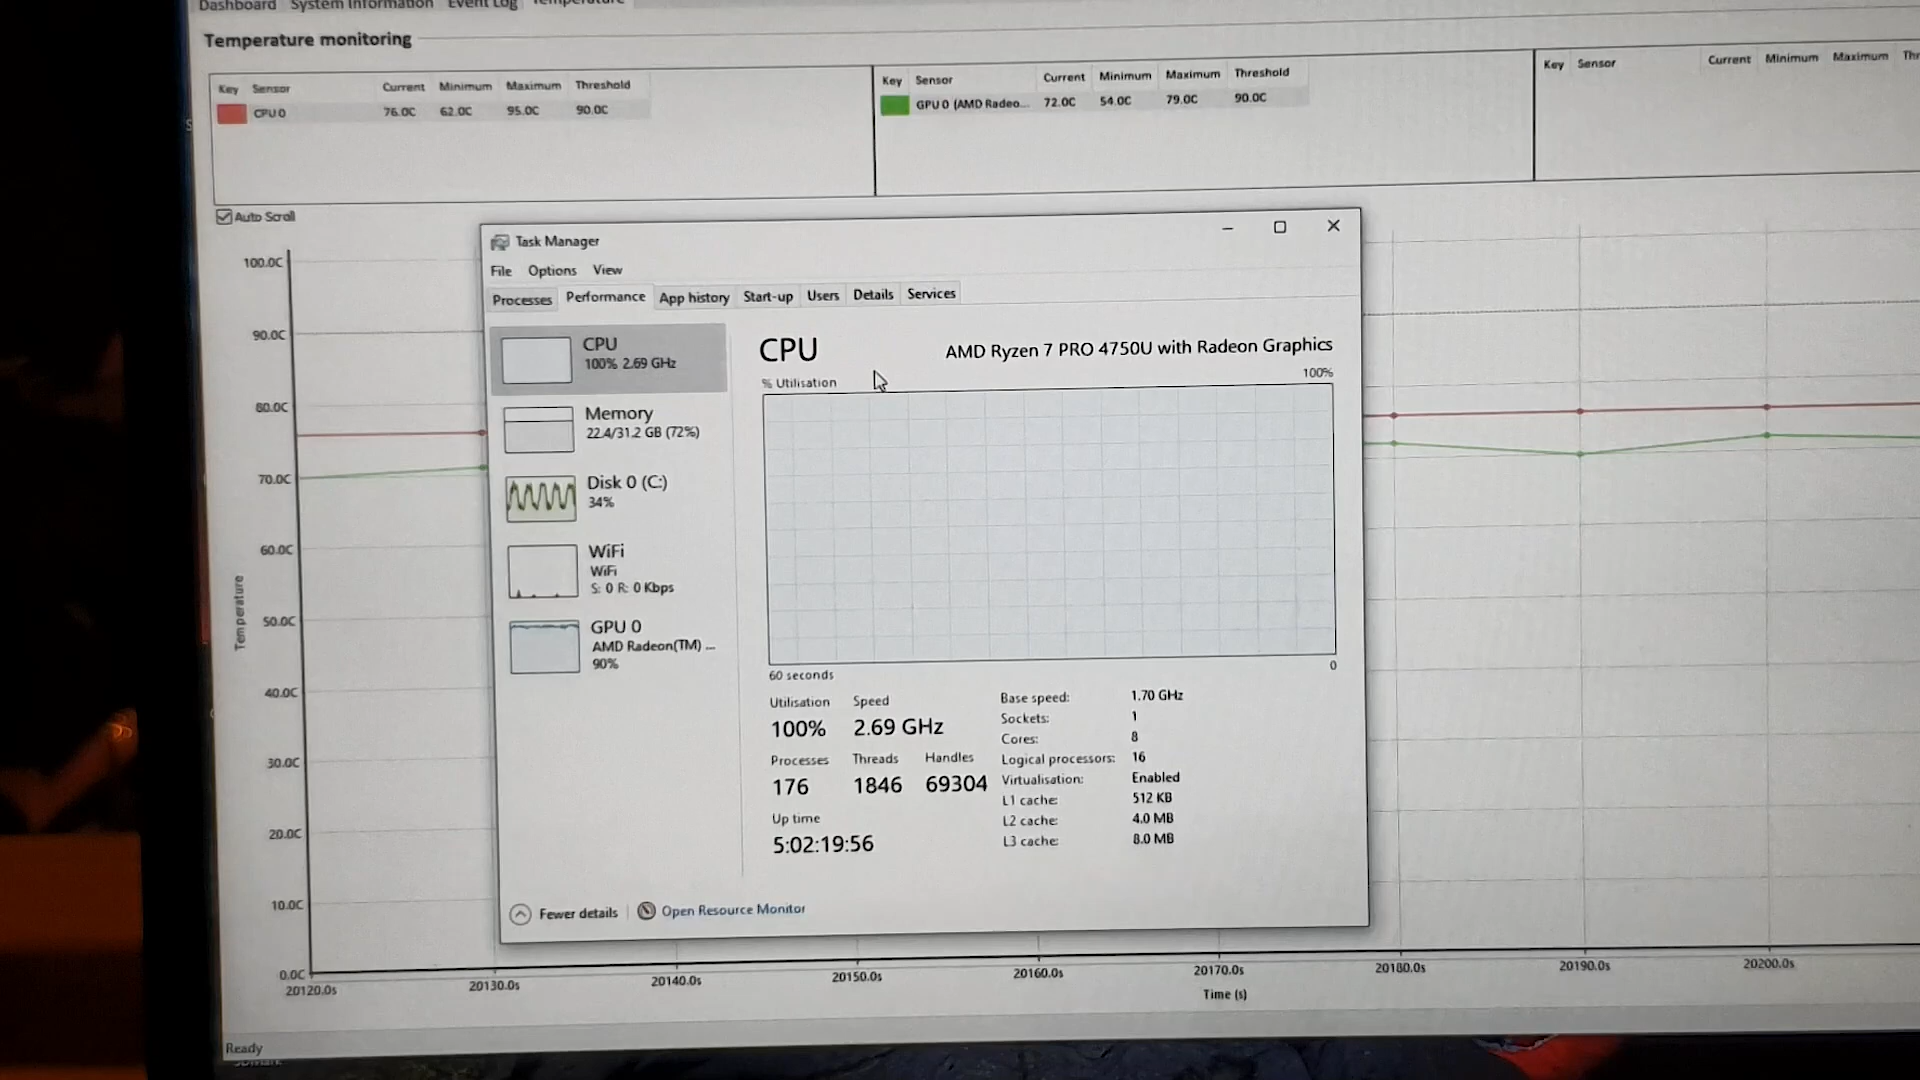 Dashboard System Information Event Log Temperature
Temperature monitoring
Key Sensor Current Minimum Maximum Threshold
CPU 0 76.0C 62.0C 95.0C 90.0C
Key Sensor Current Minimum Maximum Threshold
GPU 0 (AMD Radeo... 72.0C 54.0C 79.0C 90.0C
Key Sensor Current Minimum Maximum
Auto Scroll
100.0C
90.0C
80.0C
70.0C
60.0C
50.0C
40.0C
30.0C
20.0C
10.0C
0.0C
Temperature
Task Manager
File Options View
Processes Performance App history Start-up Users Details Services
CPU
100% 2.69 GHz
Memory
22.4/31.2 GB (72%)
Disk 0 (C:)
34%
WiFi
WiFi
S: 0 R: 0 Kbps
GPU 0
AMD Radeon(TM) ...
90%
CPU AMD Ryzen 7 PRO 4750U with Radeon Graphics
% Utilisation 100%
60 seconds 0
Utilisation Speed
100% 2.69 GHz
Processes Threads Handles
176 1846 69304
Up time
5:02:19:56
Base speed: 1.70 GHz
Sockets: 1
Cores: 8
Logical processors: 16
Virtualisation: Enabled
L1 cache: 512 KB
L2 cache: 4.0 MB
L3 cache: 8.0 MB
Fewer details Open Resource Monitor
20120.0s 20130.0s 20140.0s 20150.0s 20160.0s 20170.0s 20180.0s 20190.0s 20200.0s
Time (s)
Ready